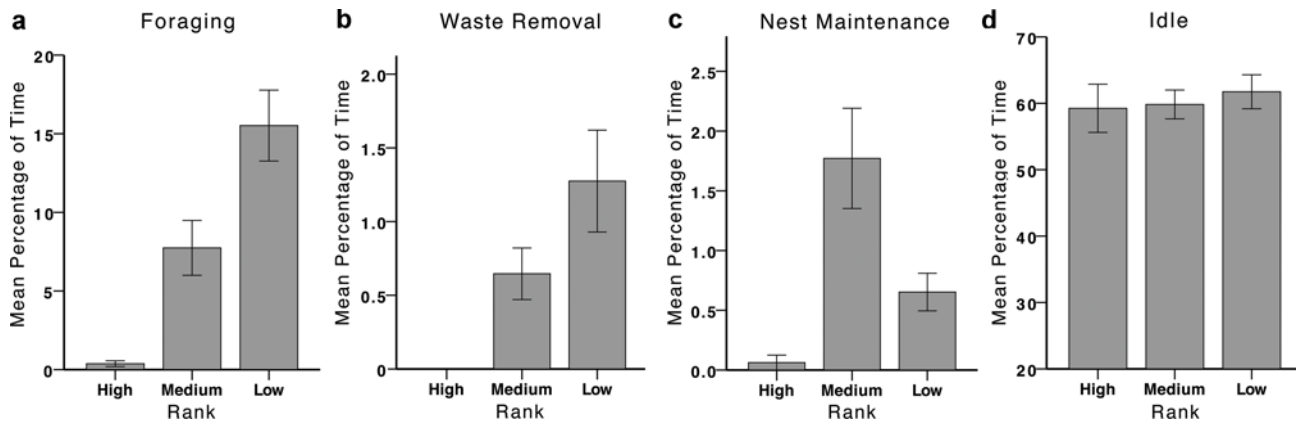 a Foraging
Mean Percentage of Time
20
15
10
5
0
High Medium Low
Rank
b Waste Removal
Mean Percentage of Time
2.0
1.5
1.0
0.5
0
High Medium Low
Rank
c Nest Maintenance
Mean Percentage of Time
2.5
2.0
1.5
1.0
0.5
0.0
High Medium Low
Rank
d Idle
Mean Percentage of Time
70
60
50
40
30
20
High Medium Low
Rank